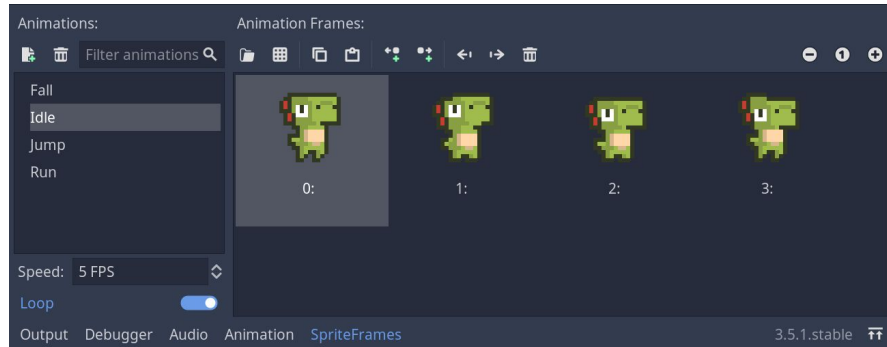 Animations:
Animation Frames:
Filter animations
1
Fall
Idle
Jump
Run
0:
1:
2:
3:
Speed: 5 FPS
Loop
Output Debugger Audio Animation SpriteFrames 3.5.1.stable